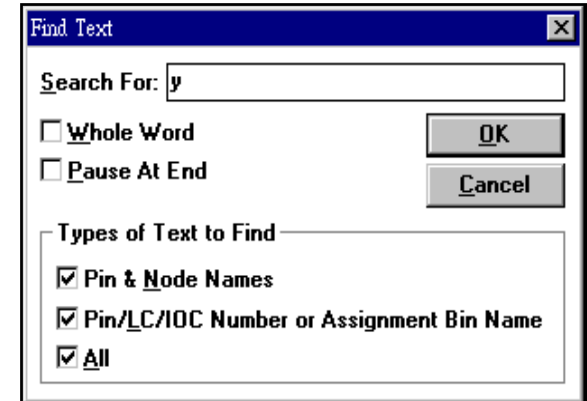 Find Text
Search For: y
Whole Word
OK
Pause At End
Cancel
Types of Text to Find
Pin & Node Names
Pin/LC/IOC Number or Assignment Bin Name
All